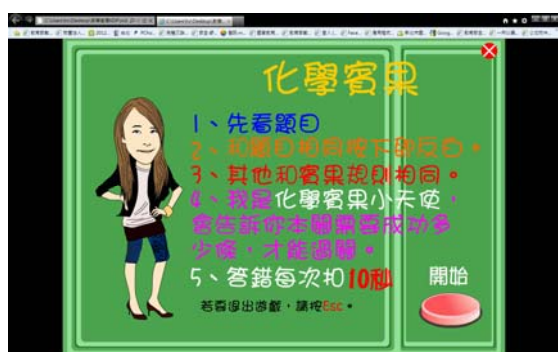 化學賓果
1、先看題目
2、和題目相同按下即反白。
3、其他和賓果規則相同。
4、我是化學賓果小天使，
會告訴你本關需要成功多
少條，才能過關。
5、答錯每次扣10秒
開始
若要退出遊戲，請按Esc。